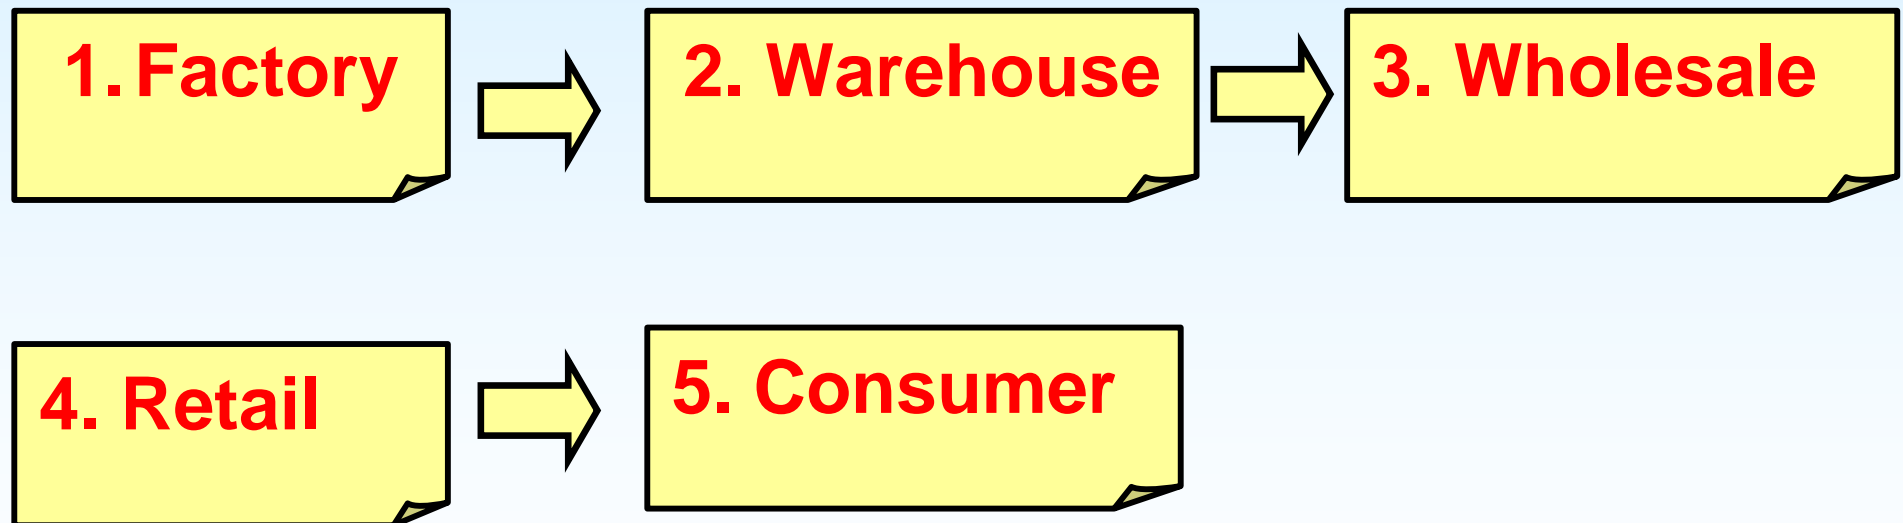 1. Factory
2. Warehouse
3. Wholesale
4. Retail
5. Consumer